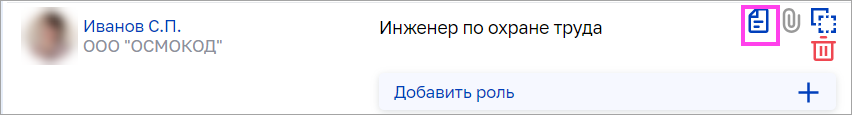 Иванов С.П.
ООО "ОСМОКОД"
Инженер по охране труда
Добавить роль